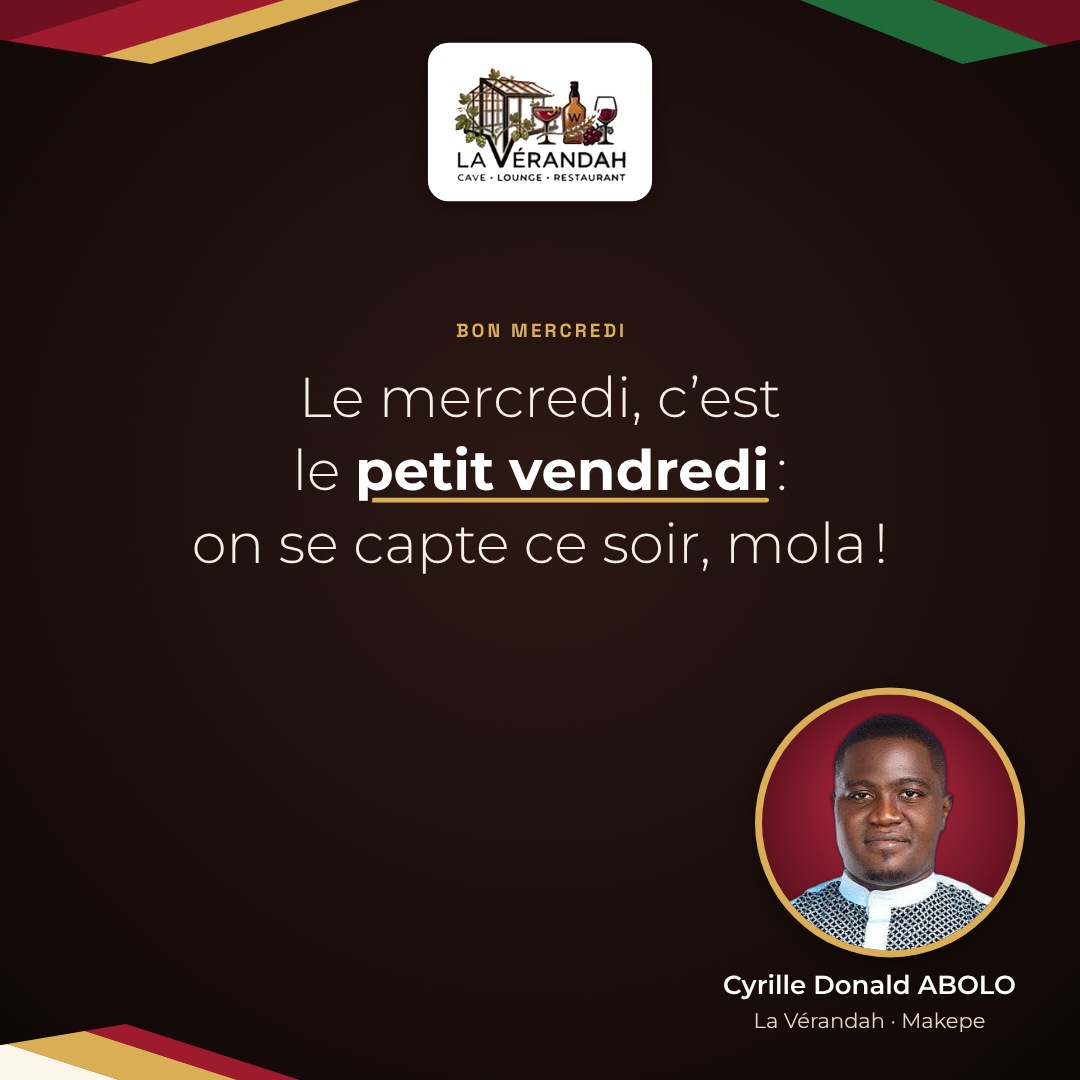 W
LA VÉRANDAH
CAVE • LOUNGE • RESTAURANT
BON MERCREDI
Le mercredi, c’est
le petit vendredi :
on se capte ce soir, mola !
Cyrille Donald ABOLO
La Vérandah · Makepe